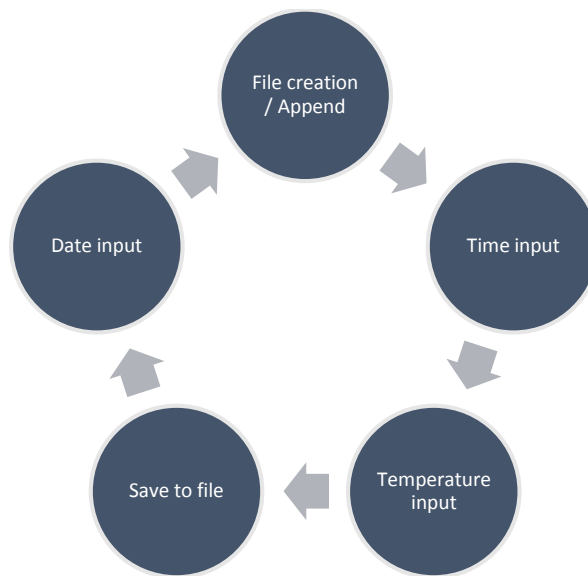 File creation
/ Append
Date input
Time input
Save to file
Temperature
input